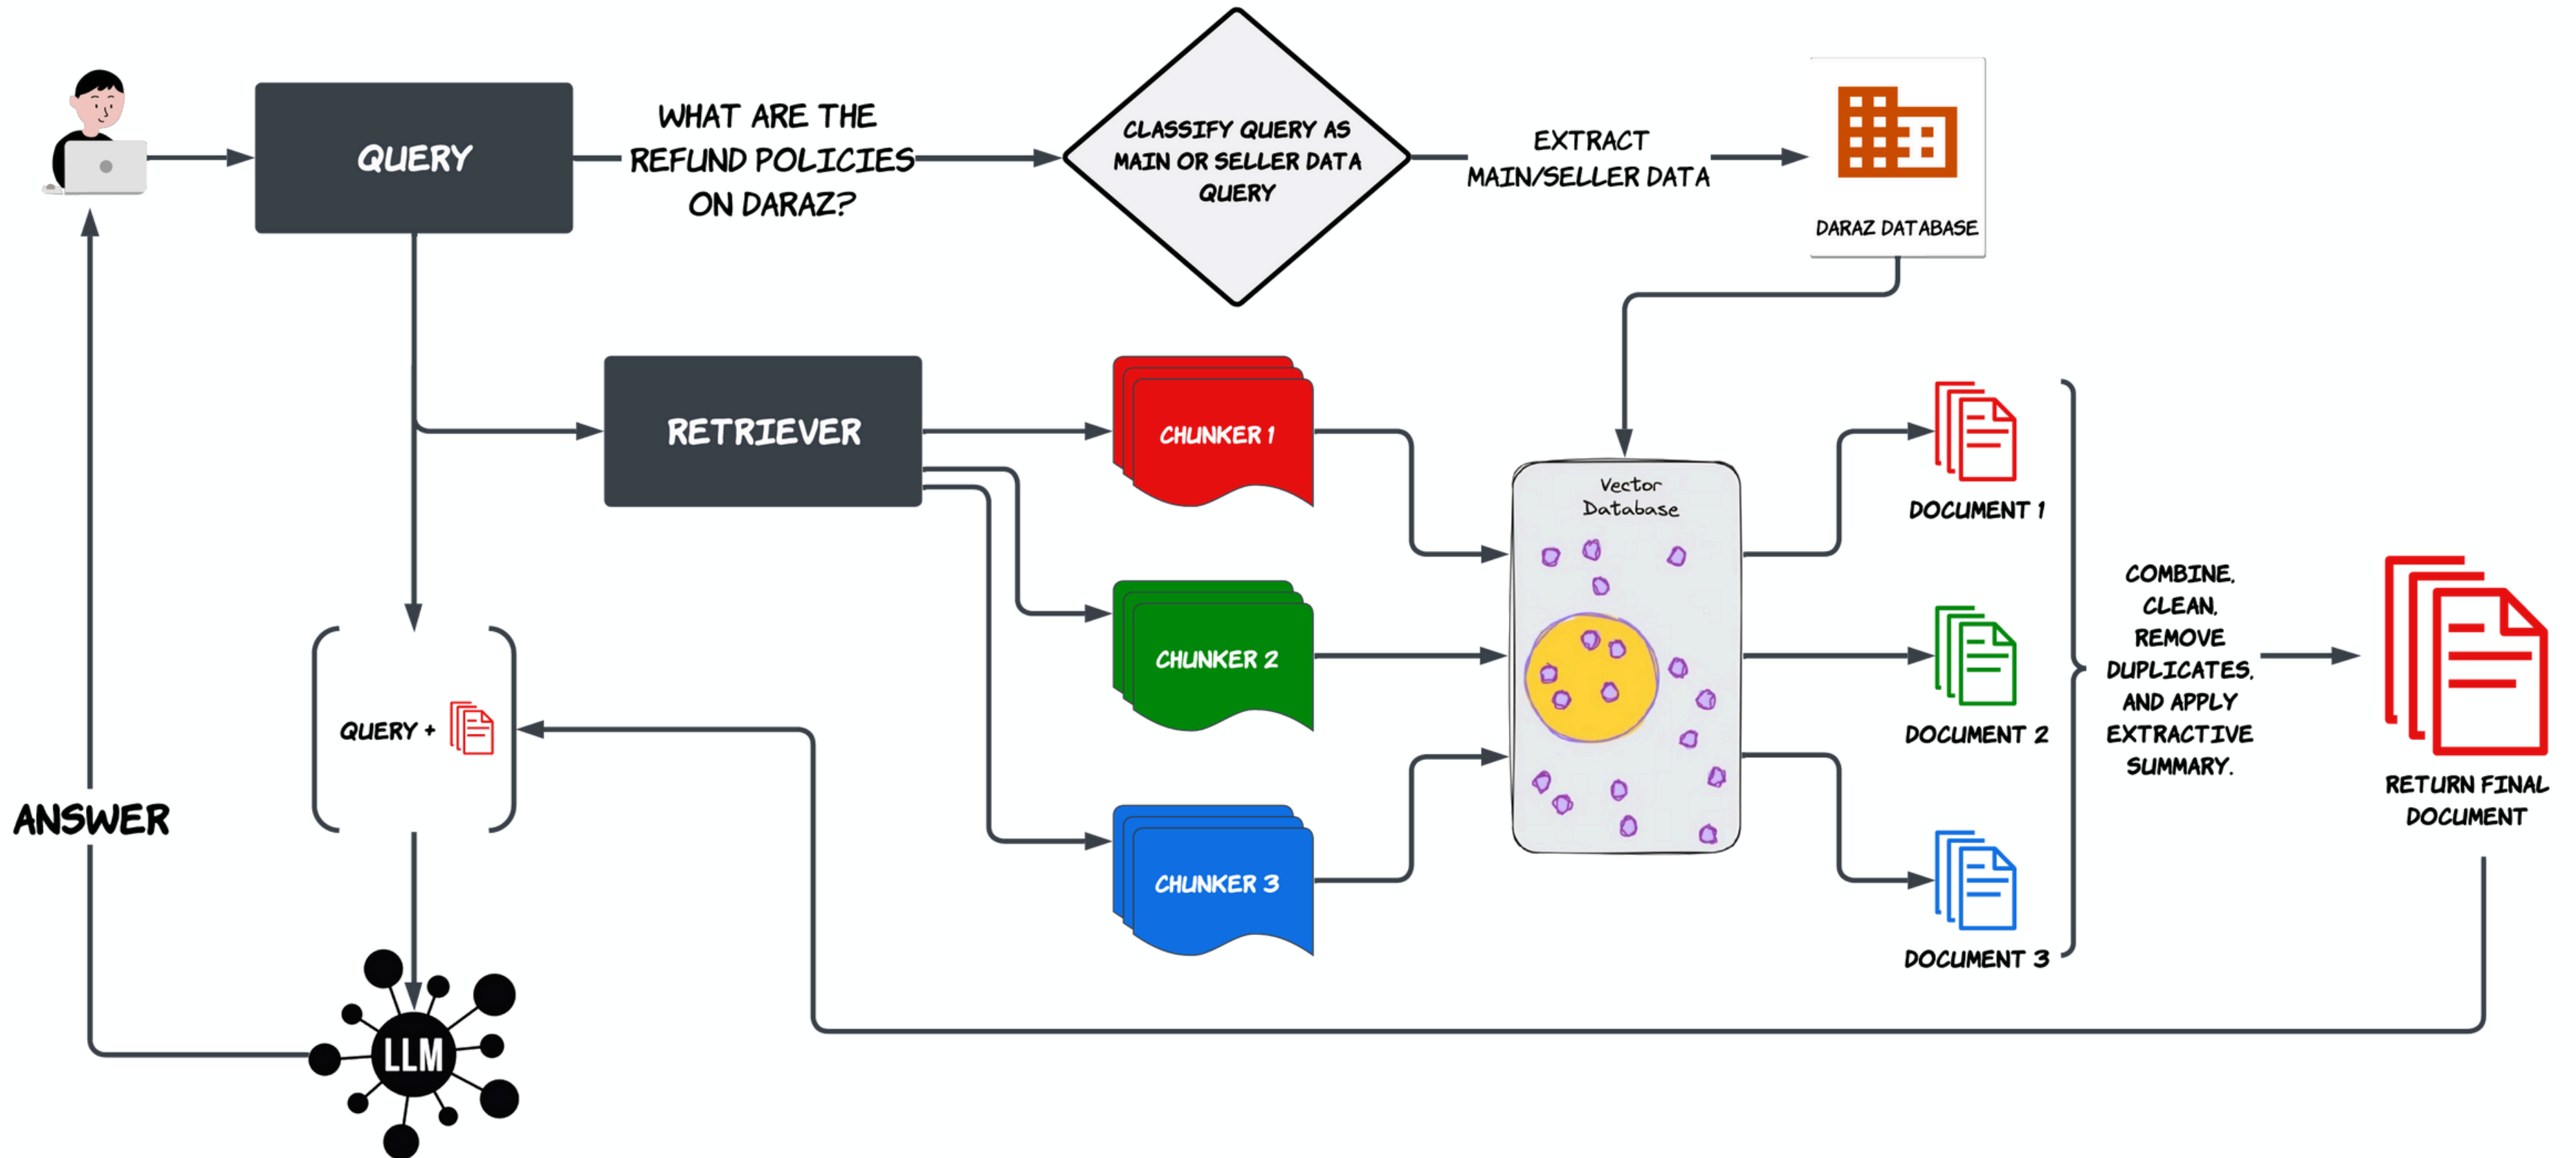 QUERY
WHAT ARE THE
REFUND POLICIES
ON DARAZ?
CLASSIFY QUERY AS
MAIN OR SELLER DATA
QUERY
EXTRACT
MAIN/SELLER DATA
DARAZ DATABASE
RETRIEVER
CHUNKER 1
CHUNKER 2
CHUNKER 3
Vector
Database
DOCUMENT 1
DOCUMENT 2
DOCUMENT 3
COMBINE,
CLEAN,
REMOVE
DUPLICATES,
AND APPLY
EXTRACTIVE
SUMMARY.
RETURN FINAL
DOCUMENT
QUERY +
ANSWER
LLM